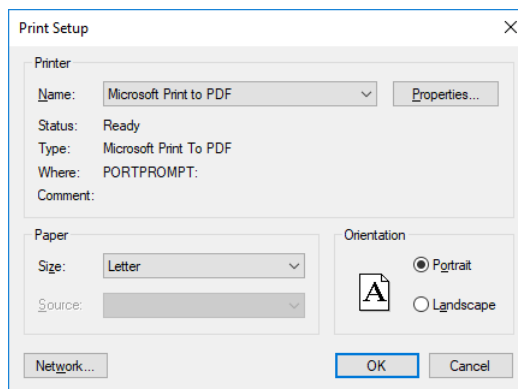 Print Setup
Printer
Name: Microsoft Print to PDF Properties...
Status: Ready
Type: Microsoft Print To PDF
Where: PORTPROMPT:
Comment:
Paper
Size: Letter
Source:
Orientation
A
Portrait
Landscape
Network... OK Cancel